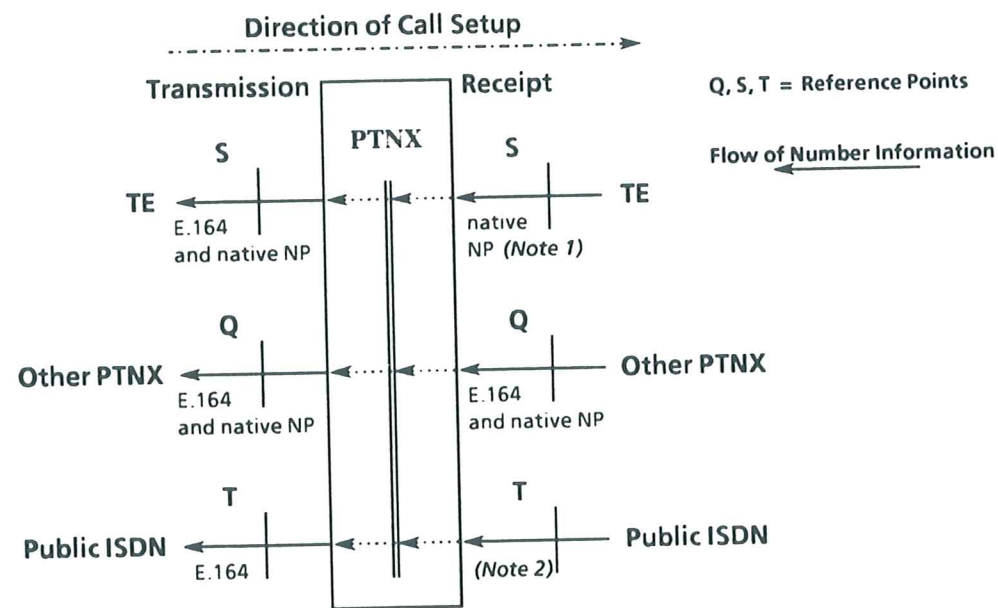 Direction of Call Setup
Transmission
Receipt
Q, S, T = Reference Points
PTNX
Flow of Number Information
S
S
TE
TE
E.164
and native NP
native
NP (Note 1)
Q
Q
Other PTNX
Other PTNX
E.164
and native NP
E.164
and native NP
T
T
Public ISDN
Public ISDN
E.164
(Note 2)